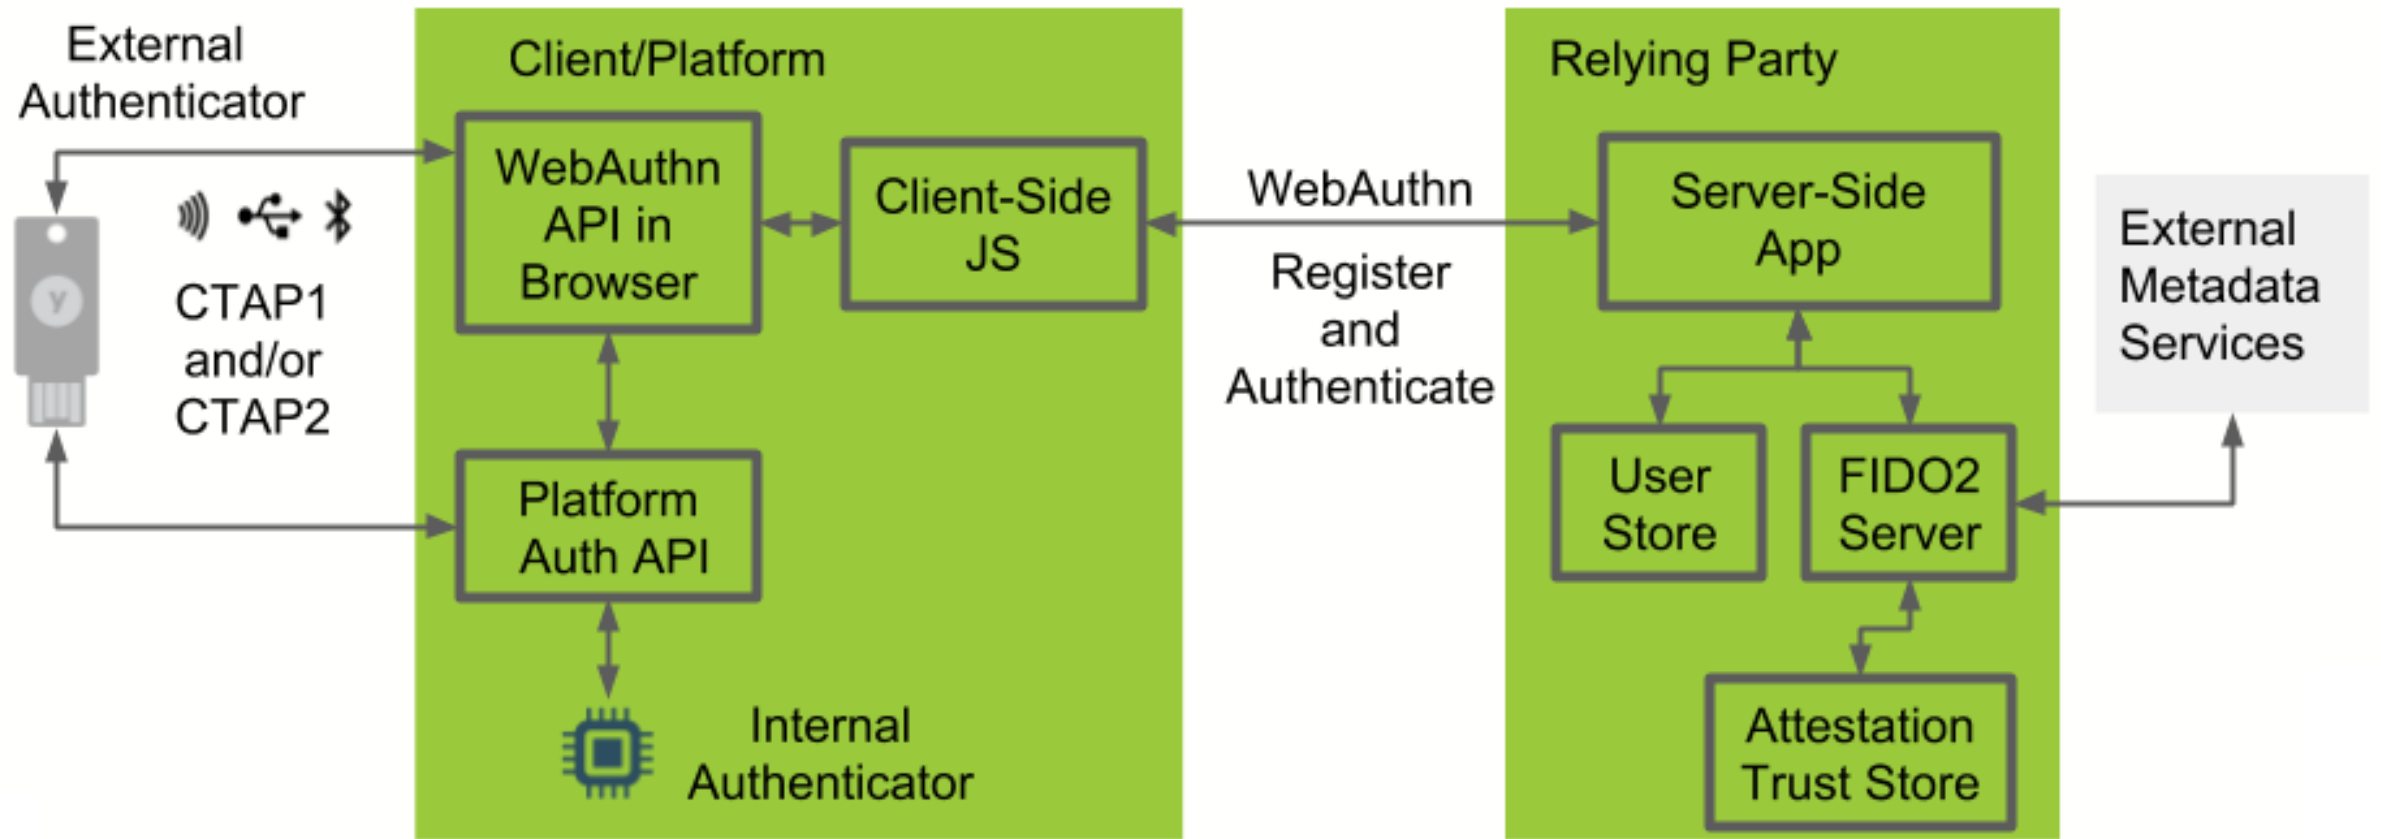 External
Authenticator
CTAP1
and/or
CTAP2
y
Client/Platform
WebAuthn
API in
Browser
Client-Side
JS
Platform
Auth API
Internal
Authenticator
WebAuthn
Register
and
Authenticate
Relying Party
Server-Side
App
User
Store
FIDO2
Server
Attestation
Trust Store
External
Metadata
Services